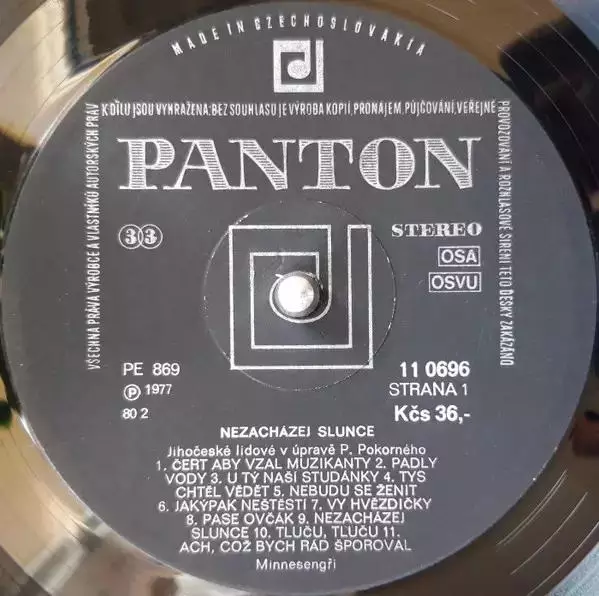 MADE IN CZECHOSLOVAKIA
VŠECHNA PRÁVA VÝROBCE A VLASTNÍKŮ AUTORSKÝCH PRÁV
K DÍLU JSOU VYHRAŽENA: BEZ SOUHLASU JE VÝROBA KOPIÍ, PRONÁJEM, PŮJČOVÁNÍ, VEŘEJNÉ
PROVOZOVÁNÍ A ROZHLASOVÉ ŠÍŘENÍ TÉTO DESKY ZAKÁZÁNO
PANTON
33
STEREO
OSA
OSVU
PE 869
Ⓟ 1977
80 2
11 0696
STRANA 1
Kčs 36,-
NEZACHÁZEJ SLUNCE
Jihočeské lidové v úpravě P. Pokorného
1. ČERT ABY VZAL MUZIKANTY 2. PADLY
VODY 3. U TÝ NAŠÍ STUDÁNKY 4. TYS
CHTĚL VĚDĚT 5. NEBUDU SE ŽENIT
6. JAKÝPAK NEŠTĚSTÍ 7. VY HVĚZDIČKY
8. PASE OVČÁK 9. NEZACHÁZEJ
SLUNCE 10. TLUČU, TLUČU 11.
ACH, COŽ BYCH RÁD ŠPOROVAL
Minnesengři